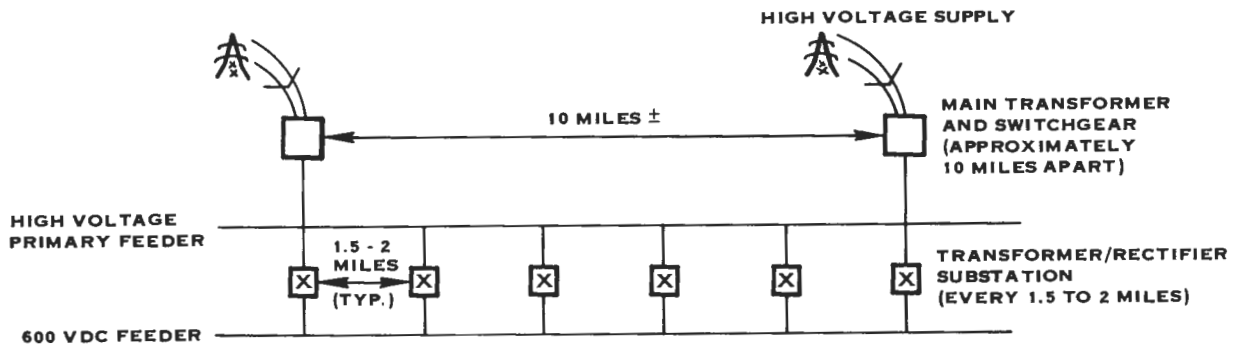 HIGH VOLTAGE SUPPLY
10 MILES ±
MAIN TRANSFORMER
AND SWITCHGEAR
(APPROXIMATELY
10 MILES APART)
HIGH VOLTAGE
PRIMARY FEEDER
1.5 - 2
MILES
(TYP.)
X
X
X
X
X
X
TRANSFORMER/RECTIFIER
SUBSTATION
(EVERY 1.5 TO 2 MILES)
600 VDC FEEDER